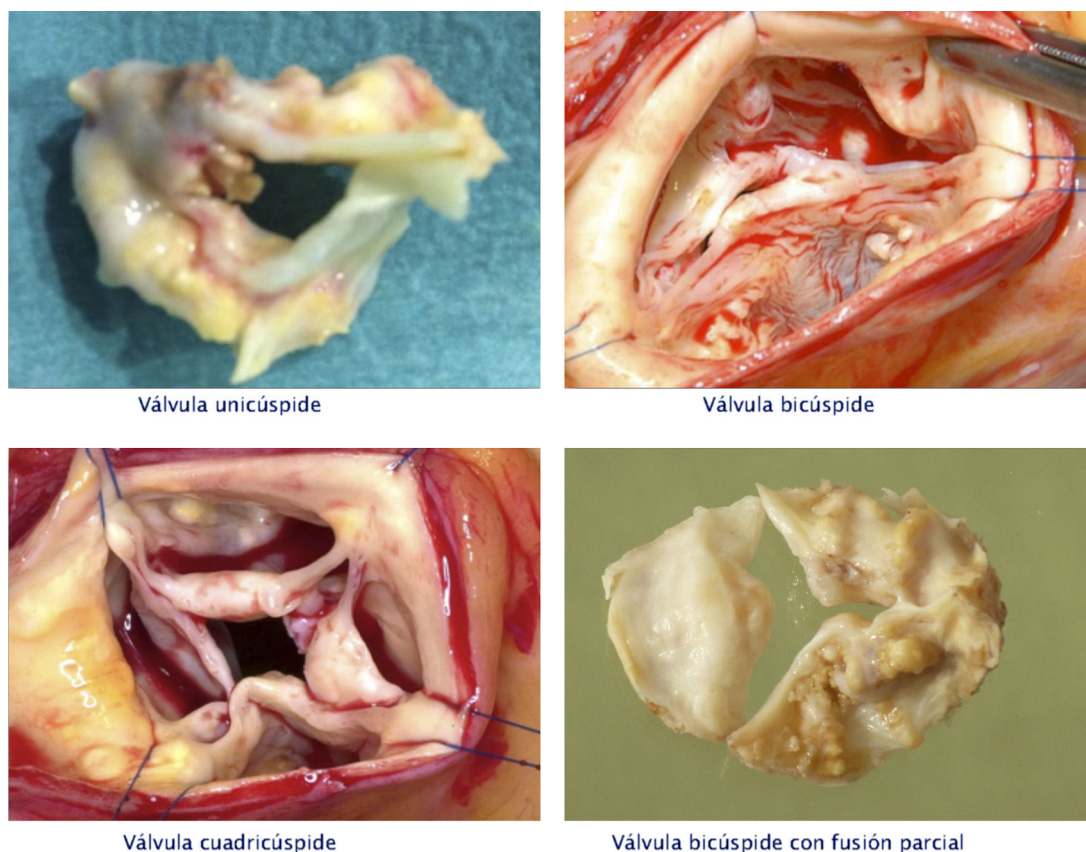 Válvula unicúspide
Válvula bicúspide
Válvula cuadricúspide
Válvula bicúspide con fusión parcial